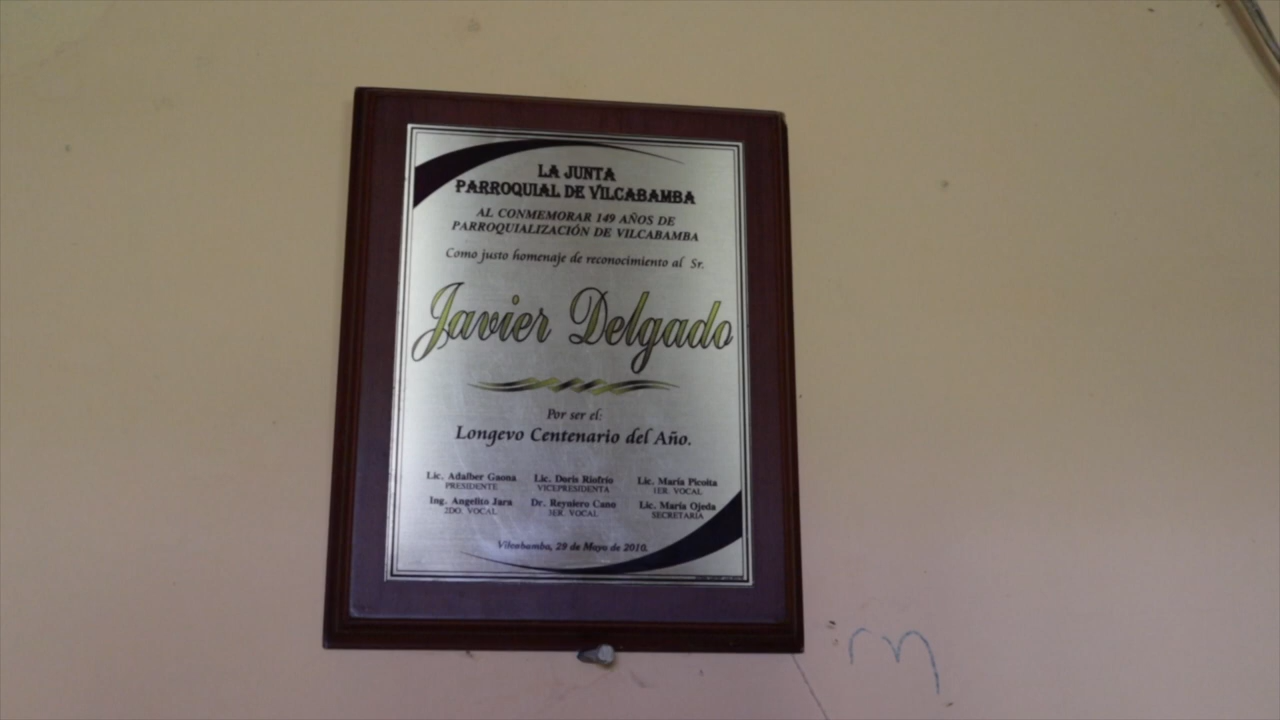 LA JUNTA
PARROQUIAL DE VILCABAMBA
AL CONMEMORAR 149 AÑOS DE
PARROQUIALIZACIÓN DE VILCABAMBA
Como justo homenaje de reconocimiento al Sr.
Javier Delgado
Por ser el:
Longevo Centenario del Año.
Lic. Adalber Gaona Lic. Doris Riofrío Lic. María Picoita
PRESIDENTE VICEPRESIDENTA 1ER. VOCAL
Ing. Angelito Jara Dr. Reyniero Cano Lic. María Ojeda
2DO. VOCAL 3ER. VOCAL SECRETARIA
Vilcabamba, 29 de Mayo de 2010.